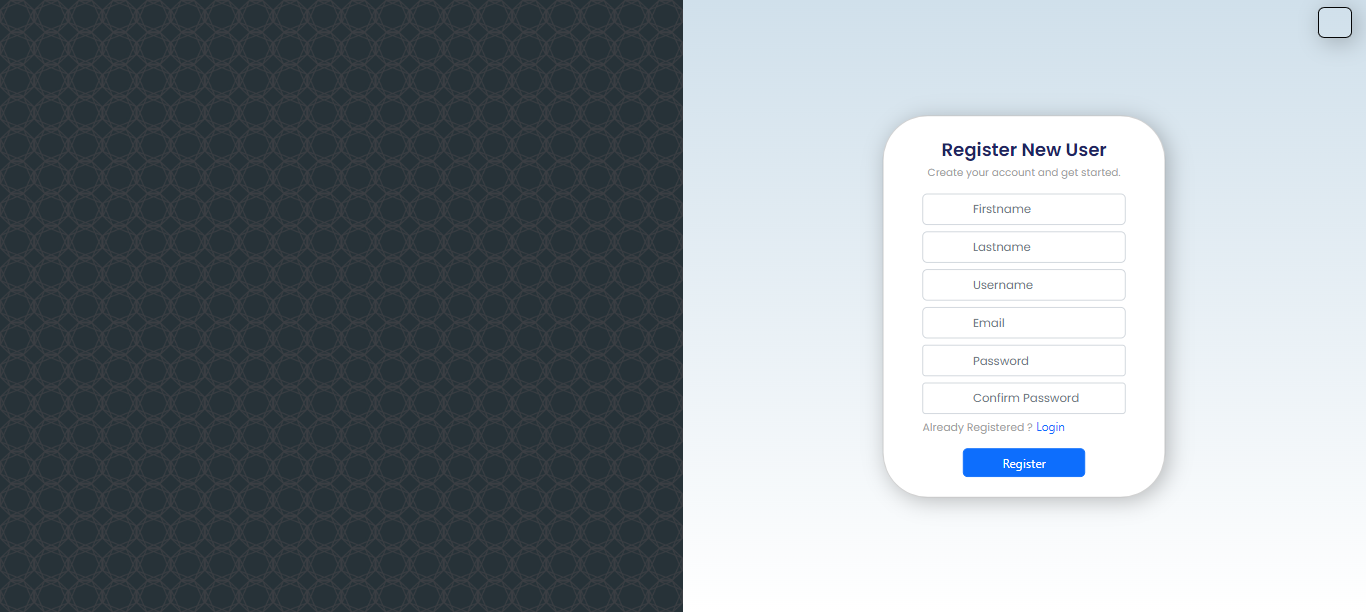 Register New User
Create your account and get started.
Firstname
Lastname
Username
Email
Password
Confirm Password
Already Registered ? Login
Register